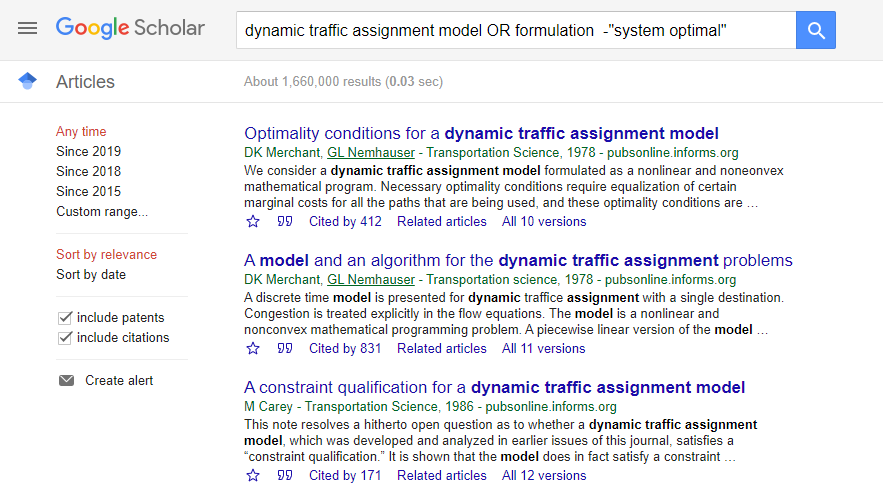 Google Scholar
dynamic traffic assignment model OR formulation -"system optimal"
Articles
About 1,660,000 results (0.03 sec)
Any time
Since 2019
Since 2018
Since 2015
Custom range...
Sort by relevance
Sort by date
include patents
include citations
Create alert
Optimality conditions for a dynamic traffic assignment model
DK Merchant, GL Nemhauser - Transportation Science, 1978 - pubsonline.informs.org
We consider a dynamic traffic assignment model formulated as a nonlinear and noneonvex
mathematical program. Necessary optimality conditions require equalization of certain
marginal costs for all the paths that are being used, and these optimality conditions are …
Cited by 412 Related articles All 10 versions
A model and an algorithm for the dynamic traffic assignment problems
DK Merchant, GL Nemhauser - Transportation science, 1978 - pubsonline.informs.org
A discrete time model is presented for dynamic traffice assignment with a single destination.
Congestion is treated explicitly in the flow equations. The model is a nonlinear and
nonconvex mathematical programming problem. A piecewise linear version of the model …
Cited by 831 Related articles All 11 versions
A constraint qualification for a dynamic traffic assignment model
M Carey - Transportation Science, 1986 - pubsonline.informs.org
This note resolves a hitherto open question as to whether a dynamic traffic assignment
model, which was developed and analyzed in earlier issues of this journal, satisfies a
“constraint qualification.” It is shown that the model does in fact satisfy a constraint …
Cited by 171 Related articles All 12 versions